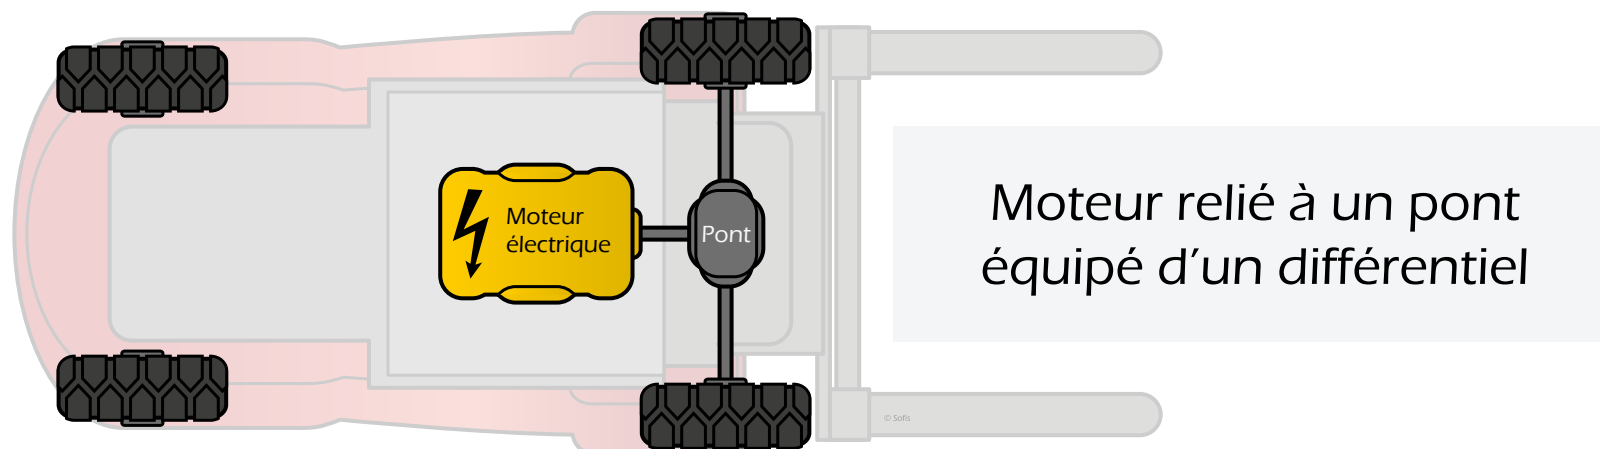 Moteur
électrique
Pont
Moteur relié à un pont
équipé d'un différentiel
© Sofis